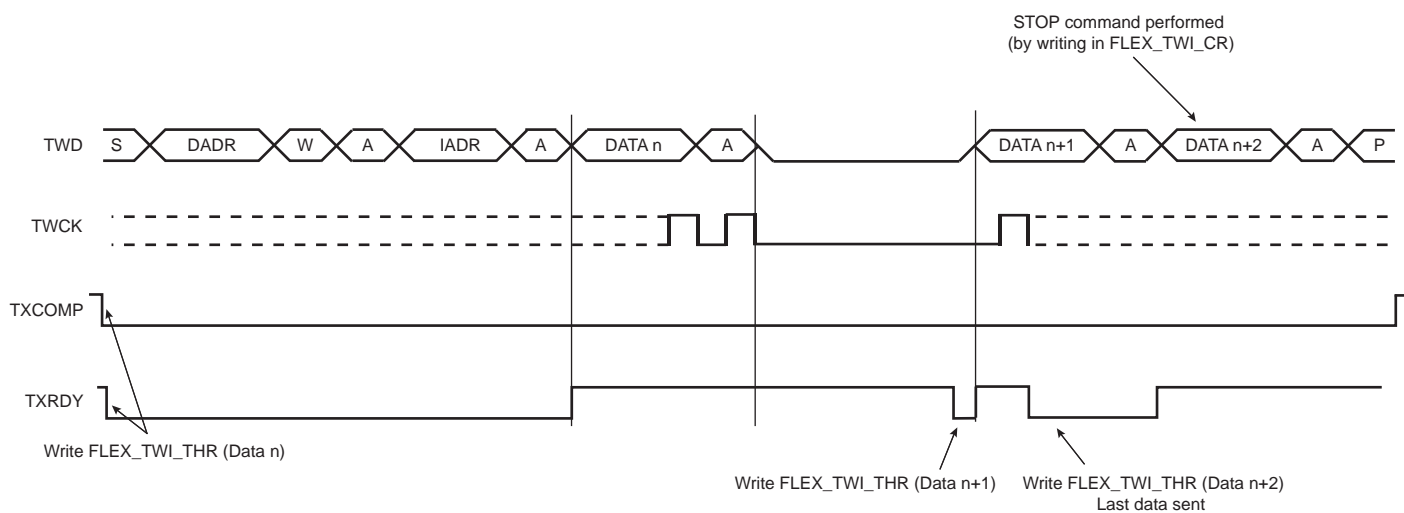 STOP command performed
(by writing in FLEX_TWI_CR)
TWD S DADR W A IADR A DATA n A DATA n+1 A DATA n+2 A P
TWCK
TXCOMP
TXRDY
Write FLEX_TWI_THR (Data n)
Write FLEX_TWI_THR (Data n+1) Write FLEX_TWI_THR (Data n+2)
Last data sent